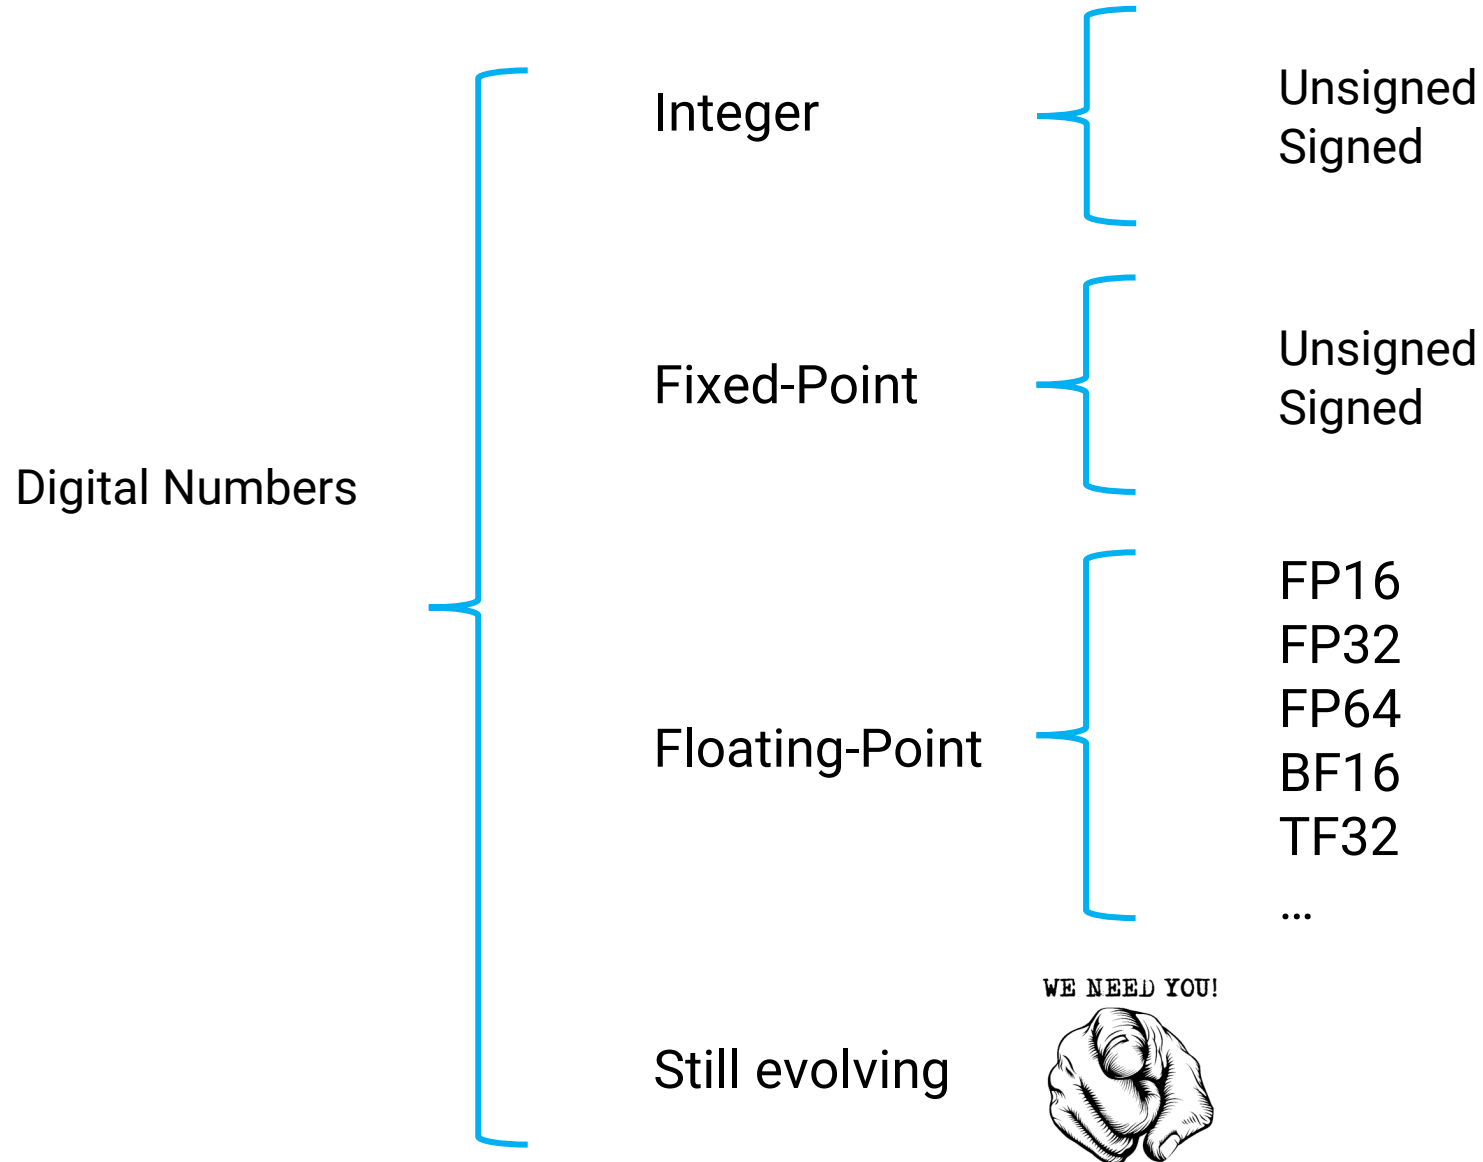 Digital Numbers
Integer
Unsigned
Signed
Fixed-Point
Unsigned
Signed
Floating-Point
FP16
FP32
FP64
BF16
TF32
...
Still evolving
WE NEED YOU!